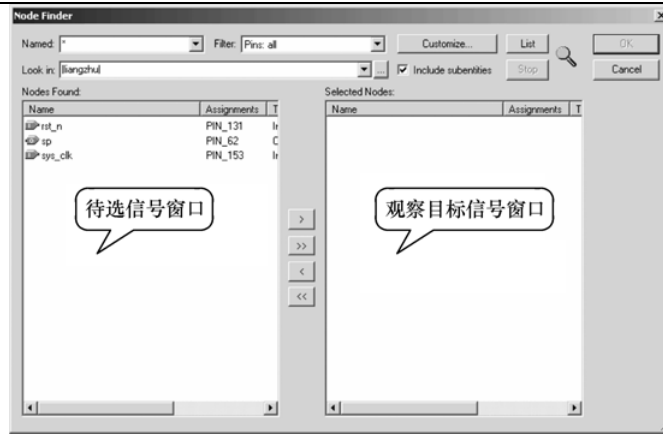 Node Finder
Named: * Filter: Pins: all Customize... List OK
Look in: |liangzhu| ... Include subentities Stop Cancel
Nodes Found: Selected Nodes:
Name Assignments T Name Assignments T
rst_n PIN_131 In
sp PIN_62 O
sys_clk PIN_153 In
待选信号窗口 观察目标信号窗口
>
>>
<
<<